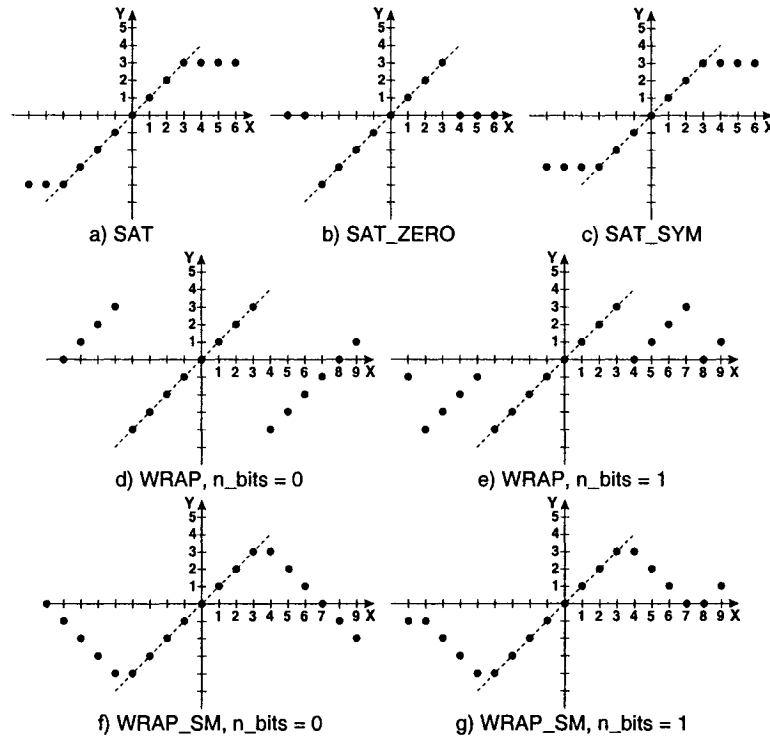 Y
5
4
3
2
1
1 2 3 4 5 6 X
a) SAT
Y
5
4
3
2
1
1 2 3 4 5 6 X
b) SAT_ZERO
Y
5
4
3
2
1
1 2 3 4 5 6 X
c) SAT_SYM
Y
5
4
3
2
1
1 2 3 4 5 6 7 8 9 X
d) WRAP, n_bits = 0
Y
5
4
3
2
1
1 2 3 4 5 6 7 8 9 X
e) WRAP, n_bits = 1
Y
5
4
3
2
1
1 2 3 4 5 6 7 8 9 X
f) WRAP_SM, n_bits = 0
Y
5
4
3
2
1
1 2 3 4 5 6 7 8 9 X
g) WRAP_SM, n_bits = 1